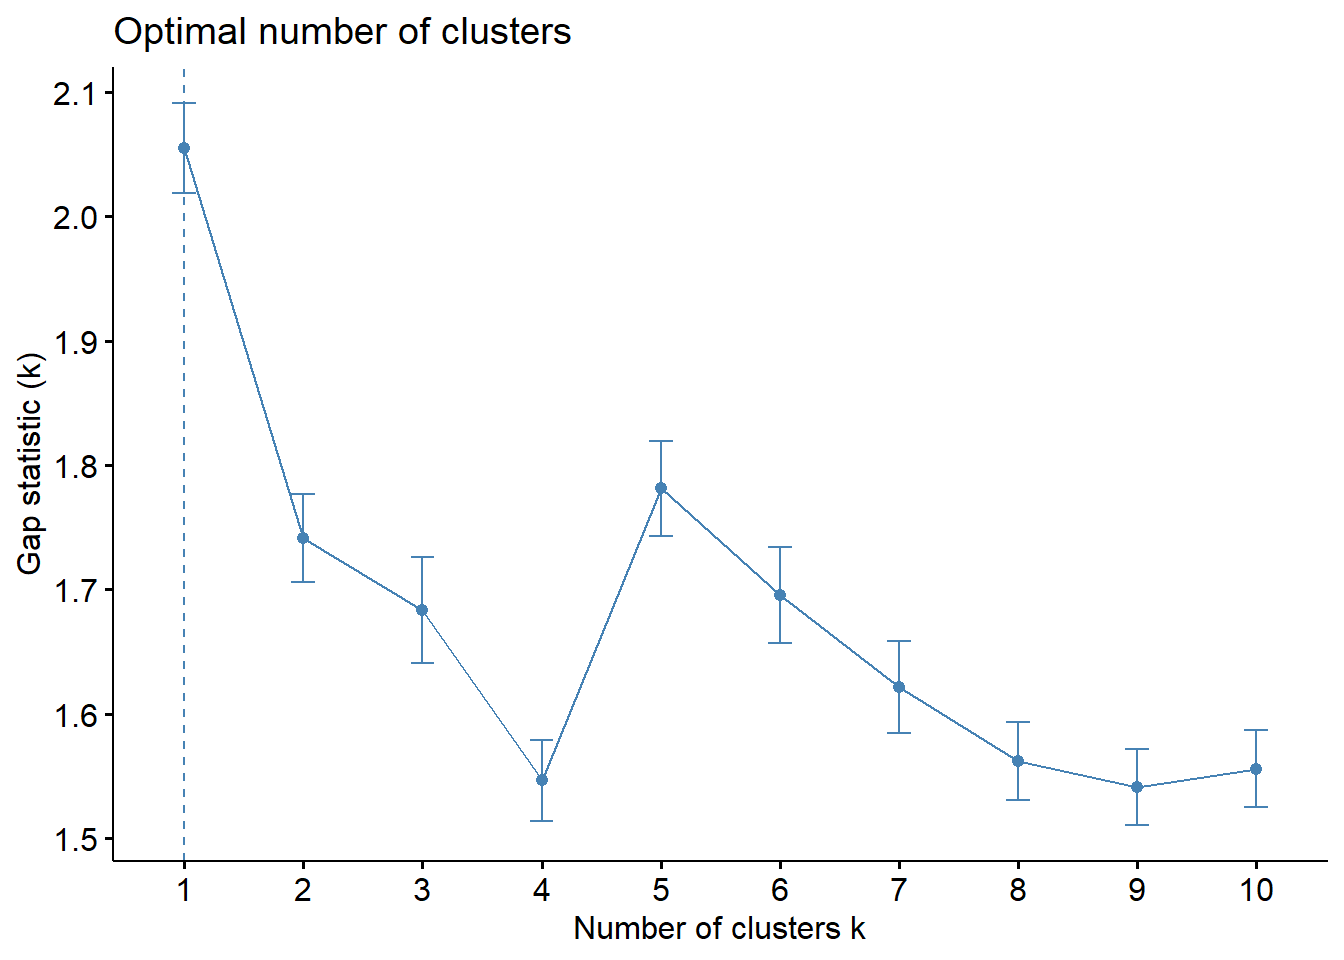 Optimal number of clusters
2.1
2.0
1.9
1.8
1.7
1.6
1.5
Gap statistic (k)
1 2 3 4 5 6 7 8 9 10
Number of clusters k